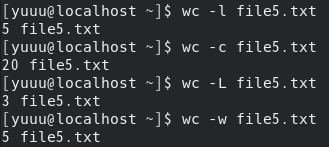 [yuuu@localhost ~]$ wc -l file5.txt
5 file5.txt
[yuuu@localhost ~]$ wc -c file5.txt
20 file5.txt
[yuuu@localhost ~]$ wc -L file5.txt
3 file5.txt
[yuuu@localhost ~]$ wc -w file5.txt
5 file5.txt